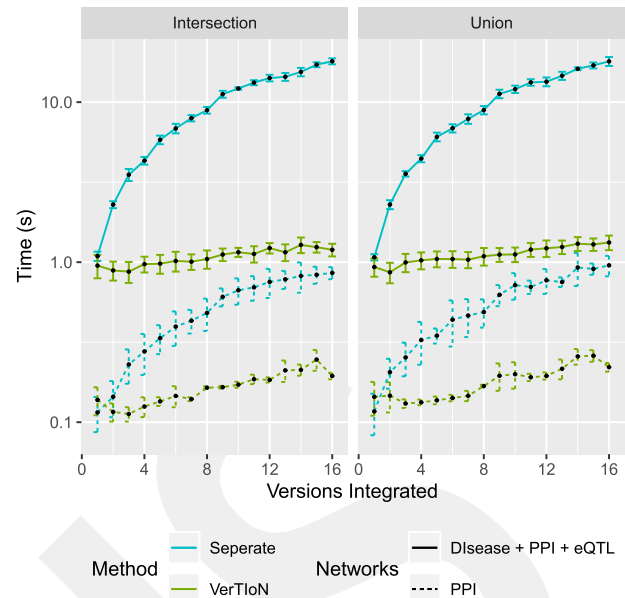 Intersection
Union
Time (s)
10.0
1.0
0.1
0 4 8 12 16
0 4 8 12 16
Versions Integrated
Method
Seperate
VerTIoN
Networks
DIsease + PPI + eQTL
PPI